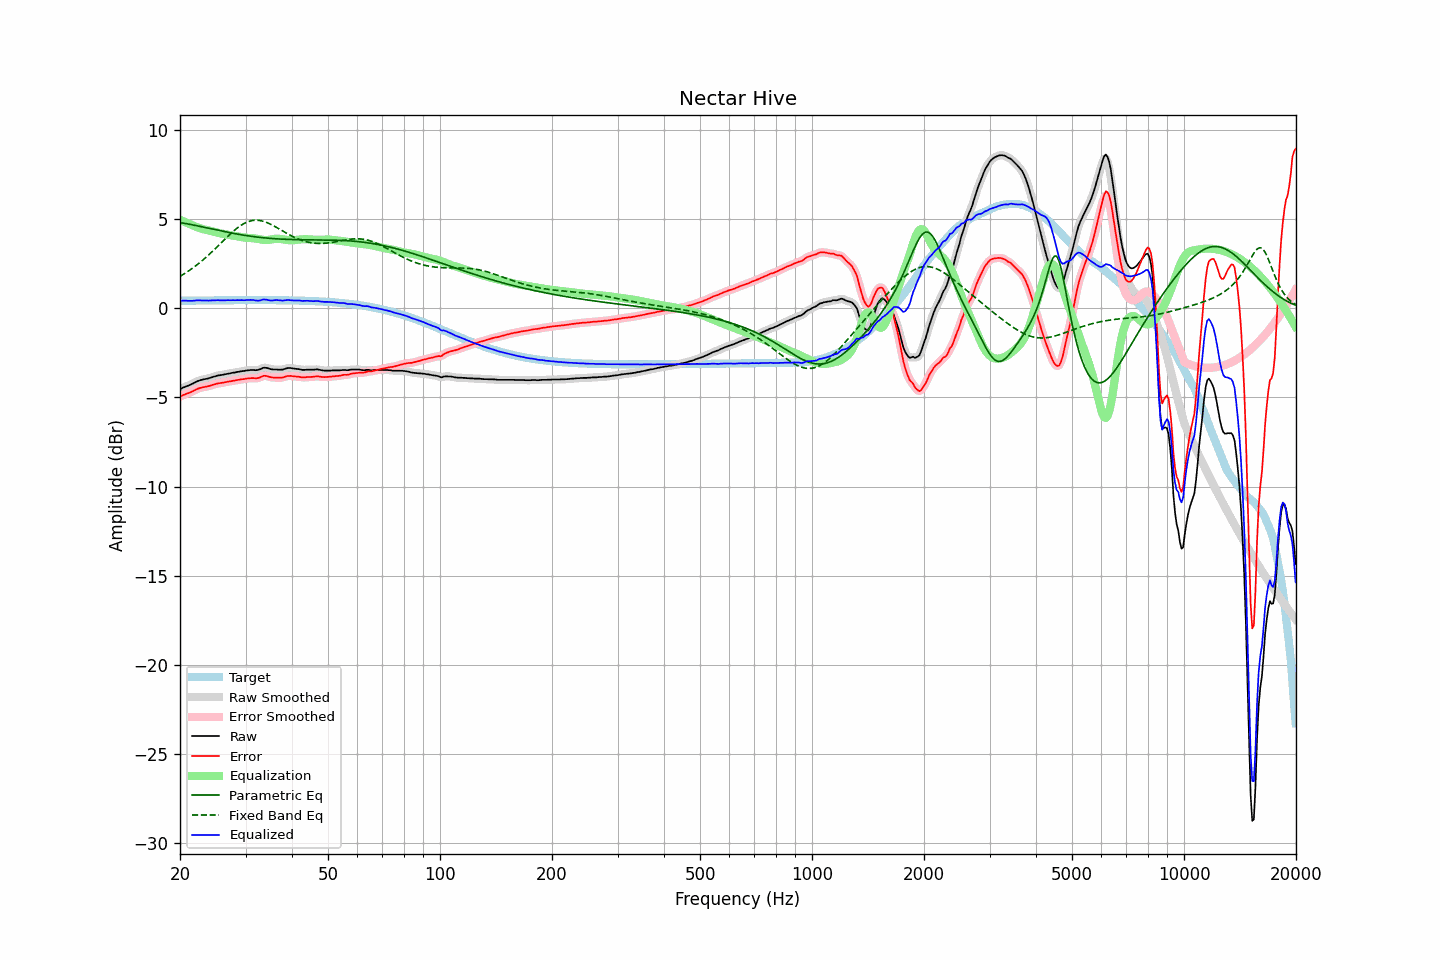 Nectar Hive
10
5
0
−5
−10
−15
−20
−25
−30
Amplitude (dBr)
Target
Raw Smoothed
Error Smoothed
Raw
Error
Equalization
Parametric Eq
Fixed Band Eq
Equalized
20 50 100 200 500 1000 2000 5000 10000 20000
Frequency (Hz)